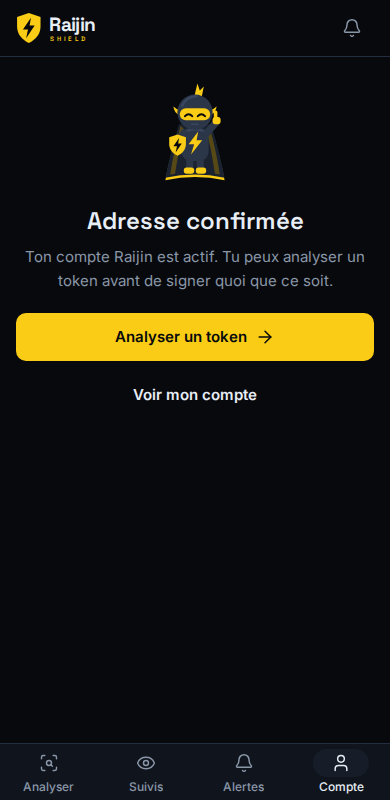 Raijin
SHIELD
Adresse confirmée
Ton compte Raijin est actif. Tu peux analyser un
token avant de signer quoi que ce soit.
Analyser un token
Voir mon compte
Analyser
Suivis
Alertes
Compte